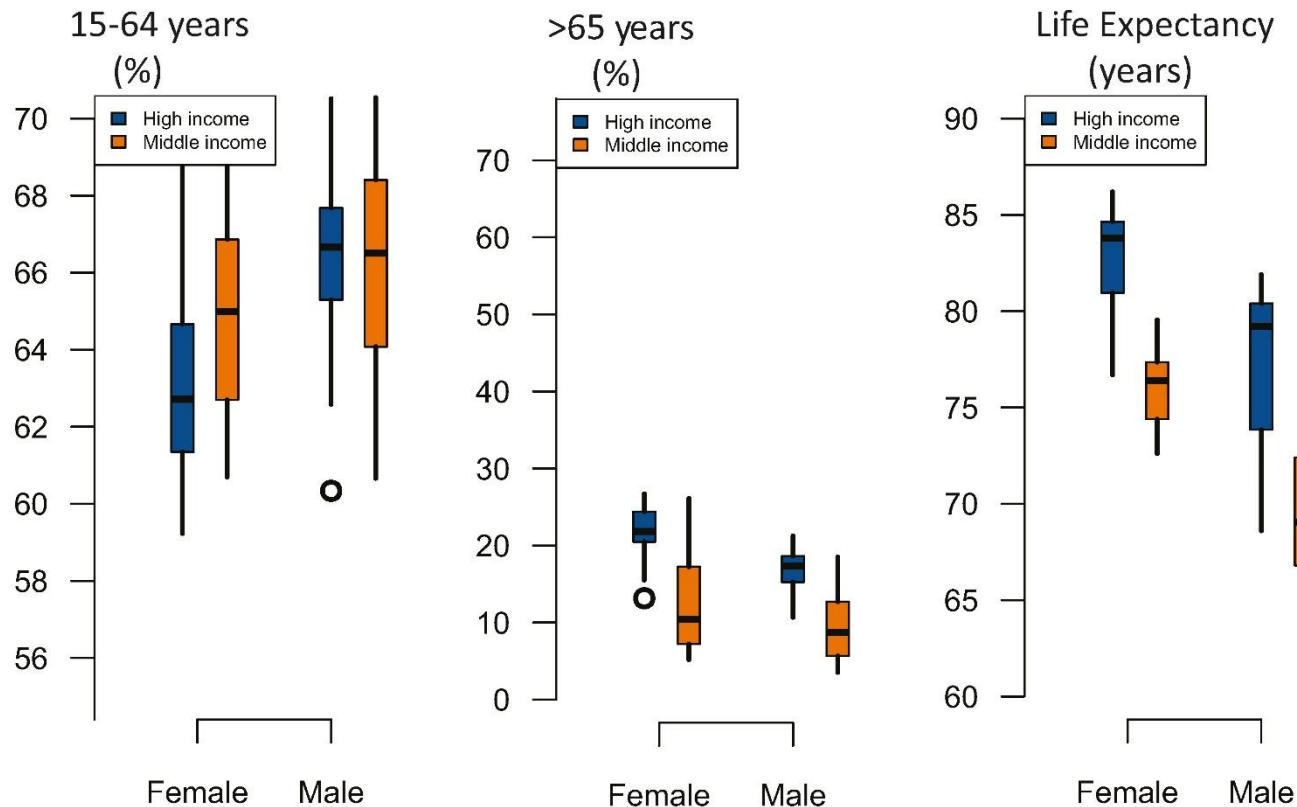 15-64 years
(%)
High income
Middle income
70
68
66
64
62
60
58
56
Female Male
>65 years
(%)
High income
Middle income
70
60
50
40
30
20
10
0
Female Male
Life Expectancy
(years)
High income
Middle income
90
85
80
75
70
65
60
Female Male